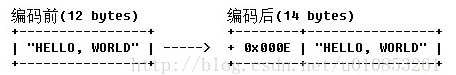 编码前(12 bytes)                编码后(14 bytes)
+----------------+      +--------+----------------+
| "HELLO, WORLD" | -----> + 0x000E | "HELLO, WORLD" |
+----------------+      +--------+----------------+